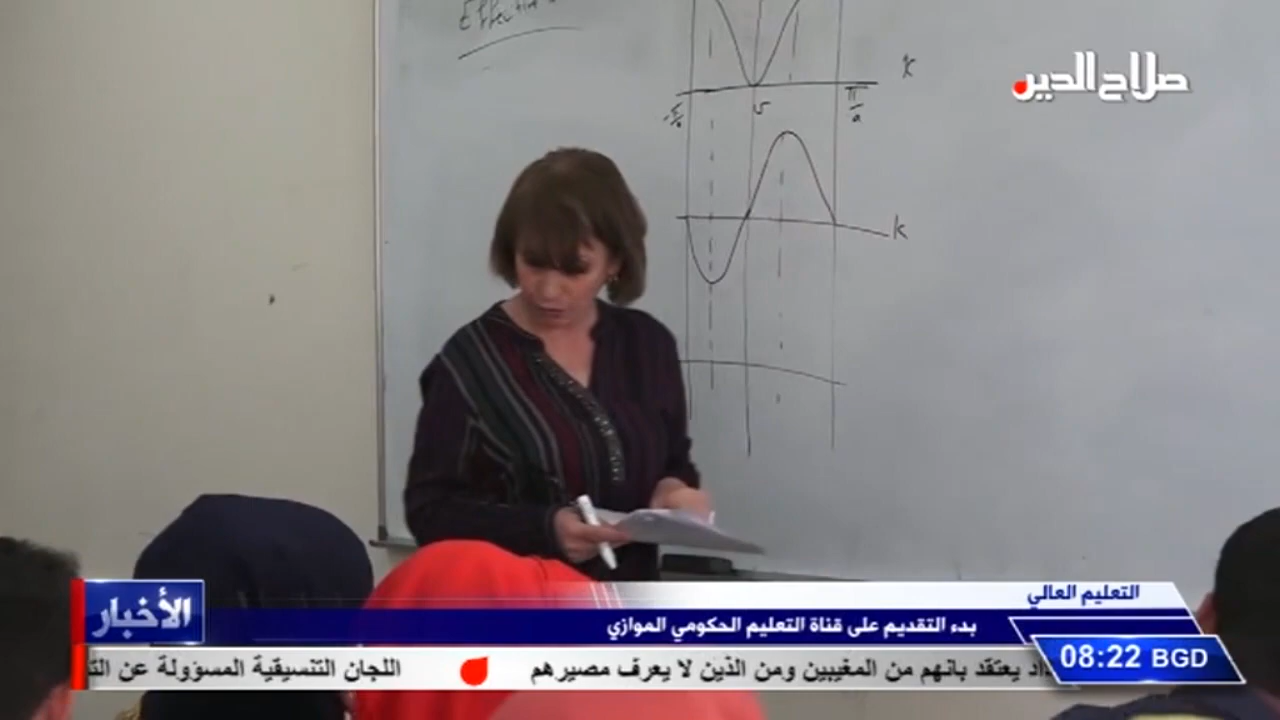 Effective
k
صلاح الدين
π/a
k
التعليم العالي
الأخبار
بدء التقديم على قناة التعليم الحكومي الموازي
08:22 BGD
يعتقد بانهم من المغيبين ومن الذين لا يعرف مصيرهم
اللجان التنسيقية المسؤولة عن